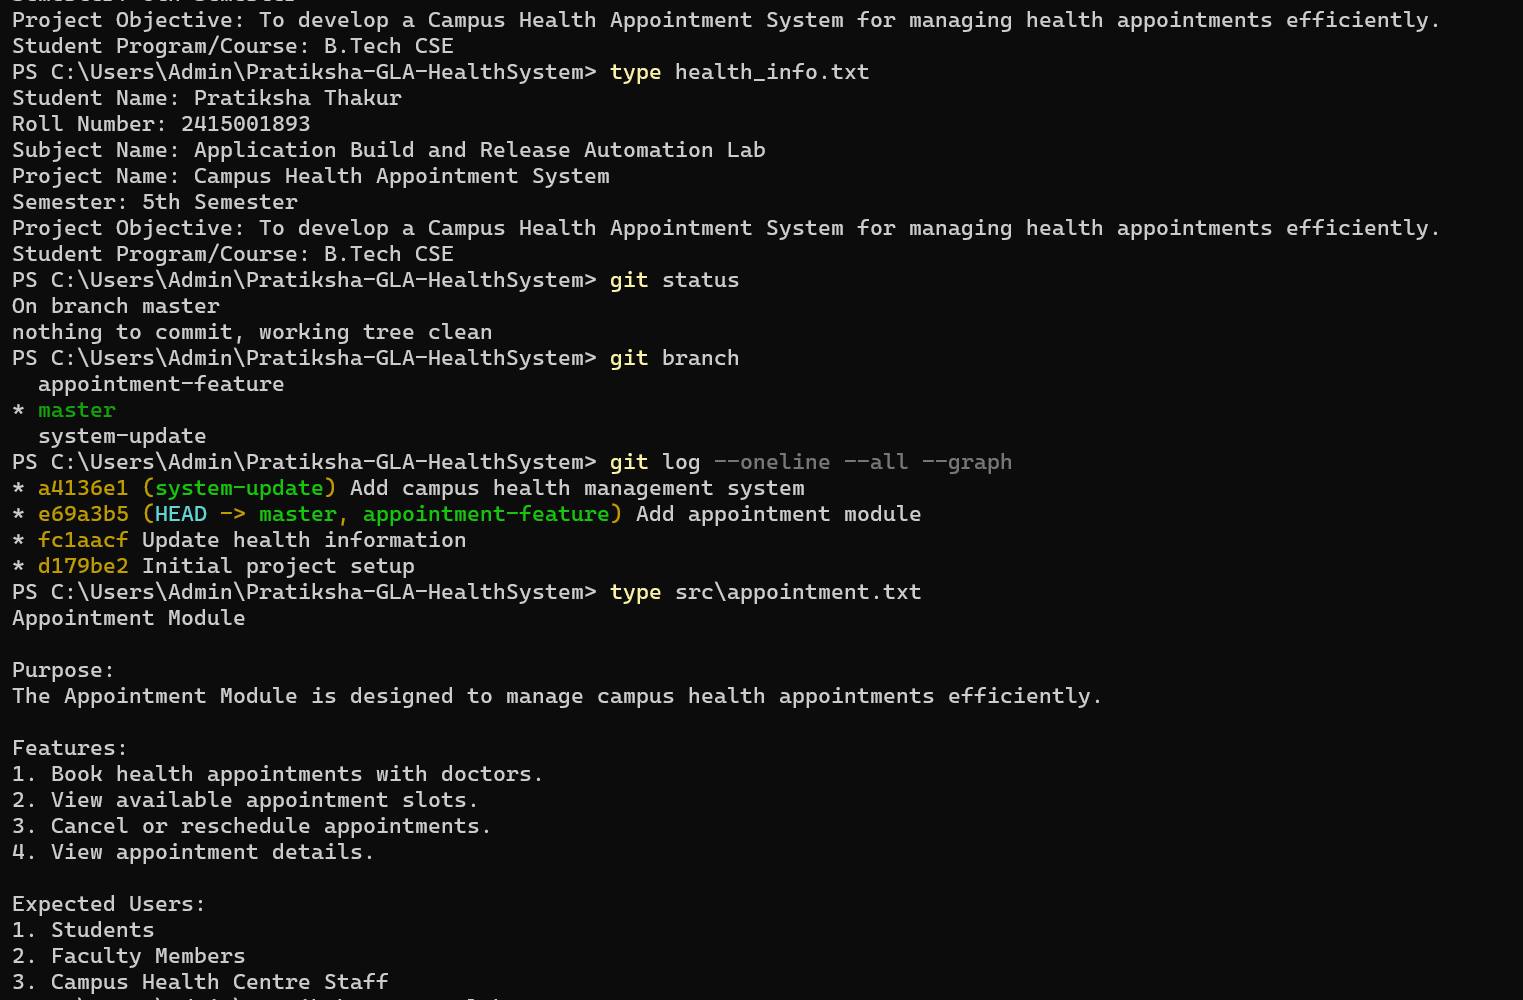 Project Objective: To develop a Campus Health Appointment System for managing health appointments efficiently.
Student Program/Course: B.Tech CSE
PS C:\Users\Admin\Pratiksha-GLA-HealthSystem> type health_info.txt
Student Name: Pratiksha Thakur
Roll Number: 2415001893
Subject Name: Application Build and Release Automation Lab
Project Name: Campus Health Appointment System
Semester: 5th Semester
Project Objective: To develop a Campus Health Appointment System for managing health appointments efficiently.
Student Program/Course: B.Tech CSE
PS C:\Users\Admin\Pratiksha-GLA-HealthSystem> git status
On branch master
nothing to commit, working tree clean
PS C:\Users\Admin\Pratiksha-GLA-HealthSystem> git branch
  appointment-feature
* master
  system-update
PS C:\Users\Admin\Pratiksha-GLA-HealthSystem> git log --oneline --all --graph
* a4136e1 (system-update) Add campus health management system
* e69a3b5 (HEAD -> master, appointment-feature) Add appointment module
* fc1aacf Update health information
* d179be2 Initial project setup
PS C:\Users\Admin\Pratiksha-GLA-HealthSystem> type src\appointment.txt
Appointment Module

Purpose:
The Appointment Module is designed to manage campus health appointments efficiently.

Features:
1. Book health appointments with doctors.
2. View available appointment slots.
3. Cancel or reschedule appointments.
4. View appointment details.

Expected Users:
1. Students
2. Faculty Members
3. Campus Health Centre Staff